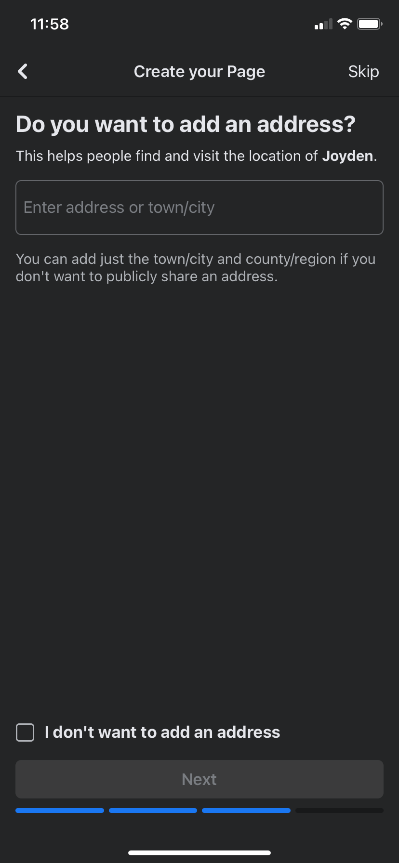 11:58
Create your Page
Skip
Do you want to add an address?
This helps people find and visit the location of Joyden.
Enter address or town/city
You can add just the town/city and county/region if you
don't want to publicly share an address.
I don't want to add an address
Next